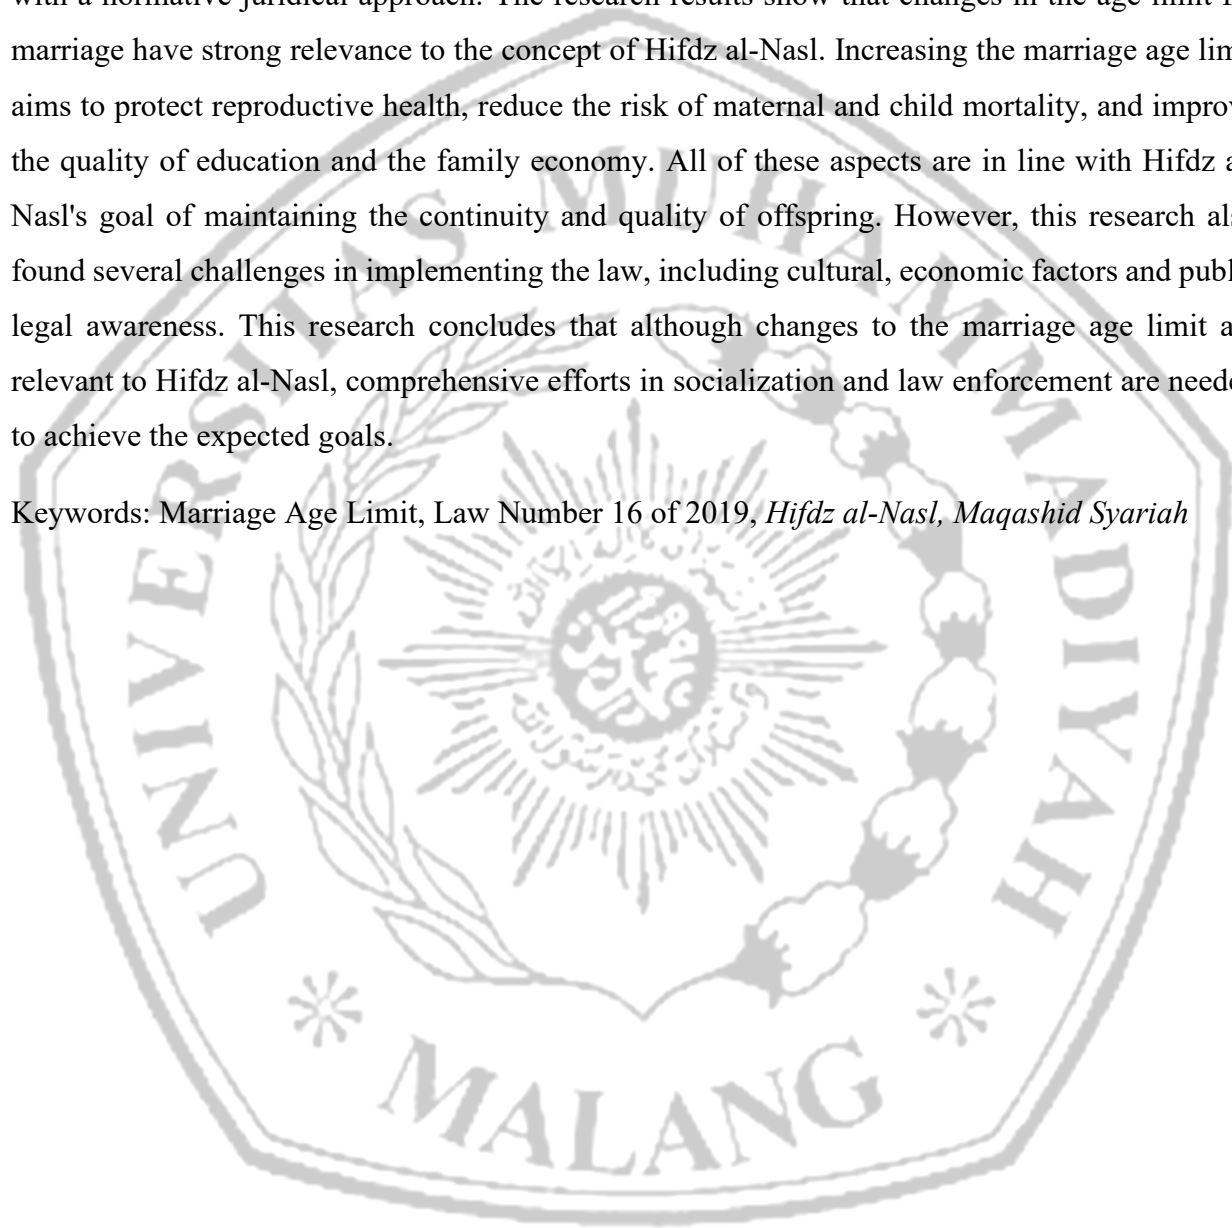 with a normative juridical approach. The research results show that changes in the age limit
marriage have strong relevance to the concept of Hifdz al-Nasl. Increasing the marriage age lim
aims to protect reproductive health, reduce the risk of maternal and child mortality, and improv
the quality of education and the family economy. All of these aspects are in line with Hifdz a
Nasl's goal of maintaining the continuity and quality of offspring. However, this research als
found several challenges in implementing the law, including cultural, economic factors and publ
legal awareness. This research concludes that although changes to the marriage age limit a
relevant to Hifdz al-Nasl, comprehensive efforts in socialization and law enforcement are neede
to achieve the expected goals.
Keywords: Marriage Age Limit, Law Number 16 of 2019, Hifdz al-Nasl, Maqashid Syariah
UNIVERSITAS MUHAMMADIYAH
MALANG